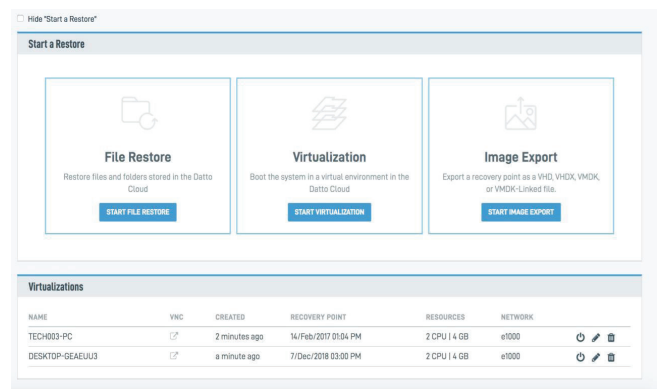 Hide "Start a Restore"
Start a Restore
File Restore
Restore files and folders stored in the Datto
Cloud
START FILE RESTORE
Virtualization
Boot the system in a virtual environment in the
Datto Cloud
START VIRTUALIZATION
Image Export
Export a recovery point as a VHD, VHDX, VMDK,
or VMDK-Linked file.
START IMAGE EXPORT
Virtualizations
NAME VNC CREATED RECOVERY POINT RESOURCES NETWORK
TECH003-PC 2 minutes ago 14/Feb/2017 01:04 PM 2 CPU | 4 GB e1000
DESKTOP-GEAEUU3 a minute ago 7/Dec/2018 03:00 PM 2 CPU | 4 GB e1000